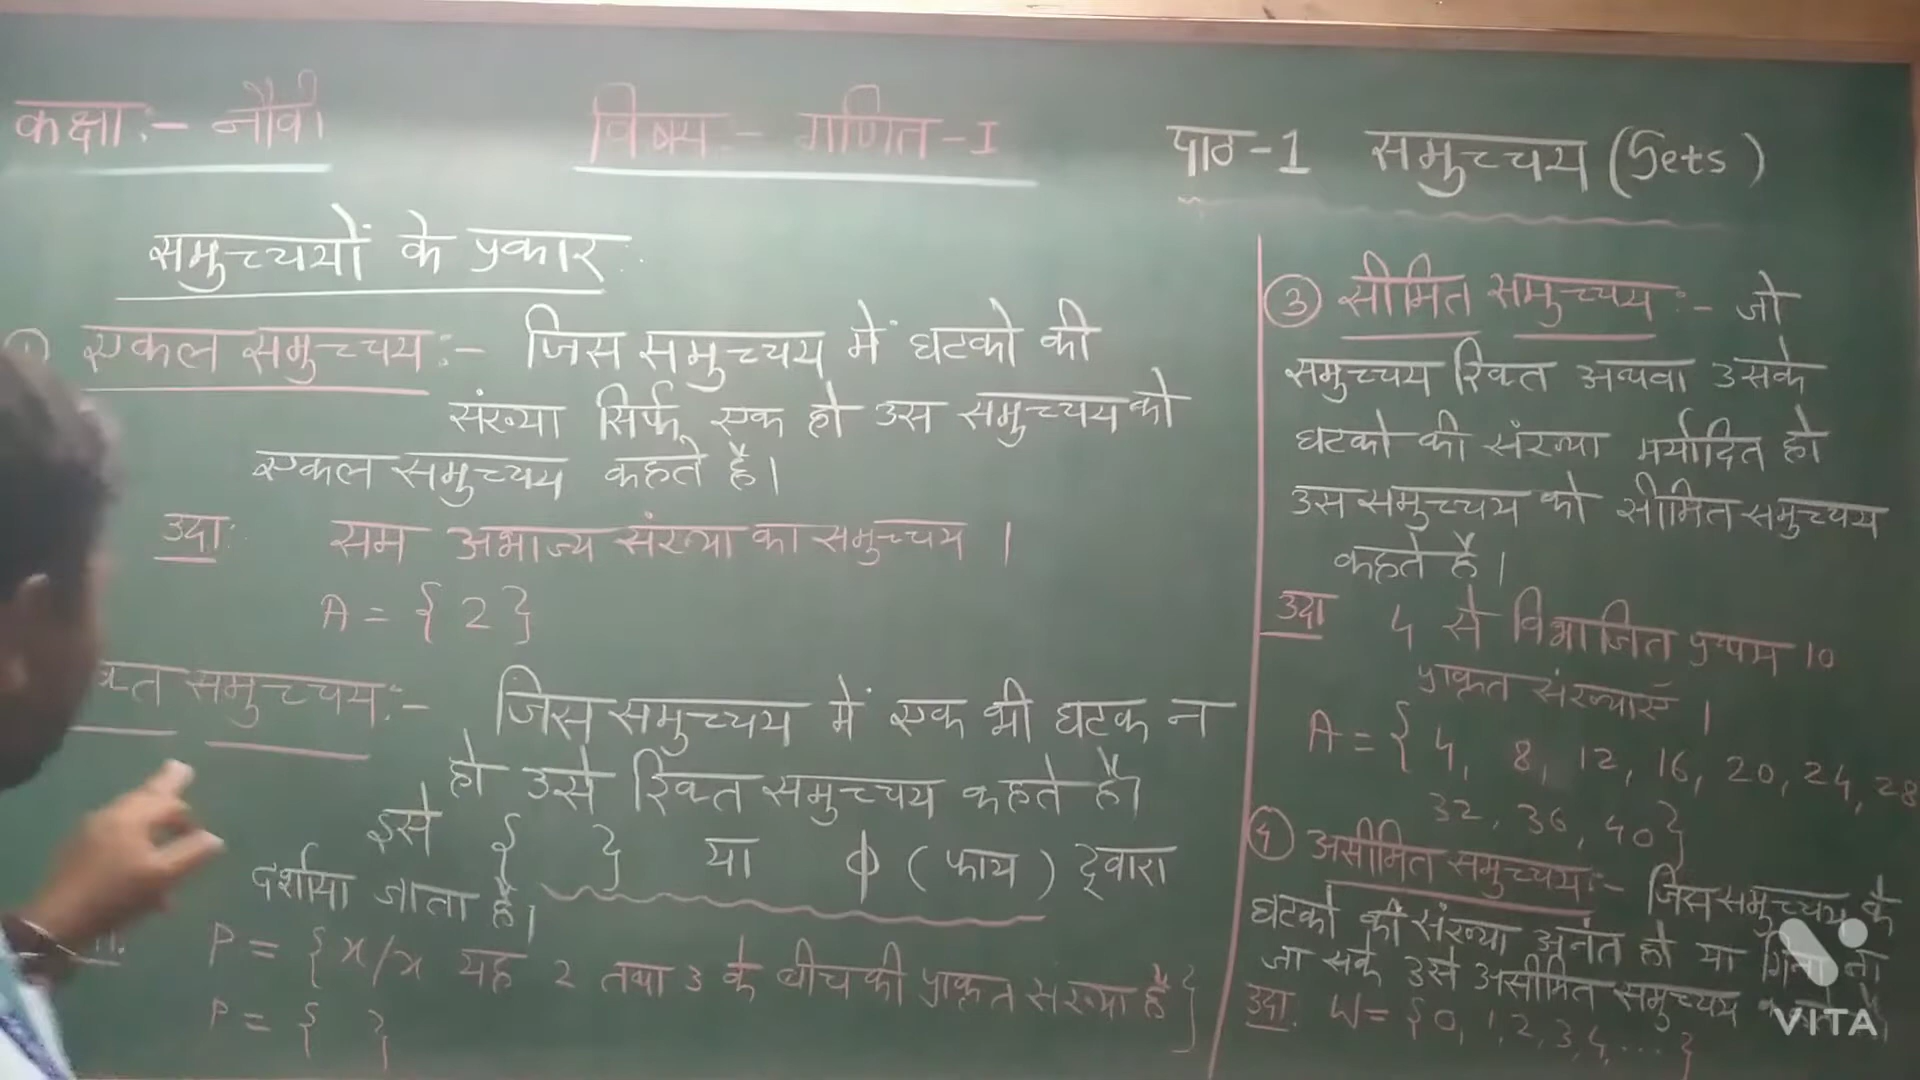 कक्षा:- नौवी
विषय:- गणित-I
पाठ-1 समुच्चय (Sets)
समुच्चयों के प्रकार:
① एकल समुच्चय:- जिस समुच्चय में घटको की
संख्या सिर्फ एक हो उस समुच्चय को
एकल समुच्चय कहते है।
उदा: सम अभाज्य संख्या का समुच्चय ।
A = { 2 }
क्त समुच्चय:- जिस समुच्चय में एक भी घटक न
हो उसे रिक्त समुच्चय कहते है।
इसे { } या ϕ ( फाय ) द्वारा
दर्शाया जाता है।
P = {x/x यह 2 तथा 3 के बीच की प्राकृत संख्या है}
P = { }
③ सीमित समुच्चय:- जो
समुच्चय रिक्त अथवा उसके
घटको की संख्या मर्यादित हो
उस समुच्चय को सीमित समुच्चय
कहते है।
उदा 4 से विभाजित प्रथम 10
प्राकृत संख्याएँ ।
A = { 4, 8, 12, 16, 20, 24, 28
32, 36, 40}
④ असीमित समुच्चय:- जिस समुच्चय के
घटको की संख्या अनंत हो या गिना ना
जा सके उसे असीमित समुच्चय
उदा. W = {0, 1, 2, 3, 4, ... }
VITA